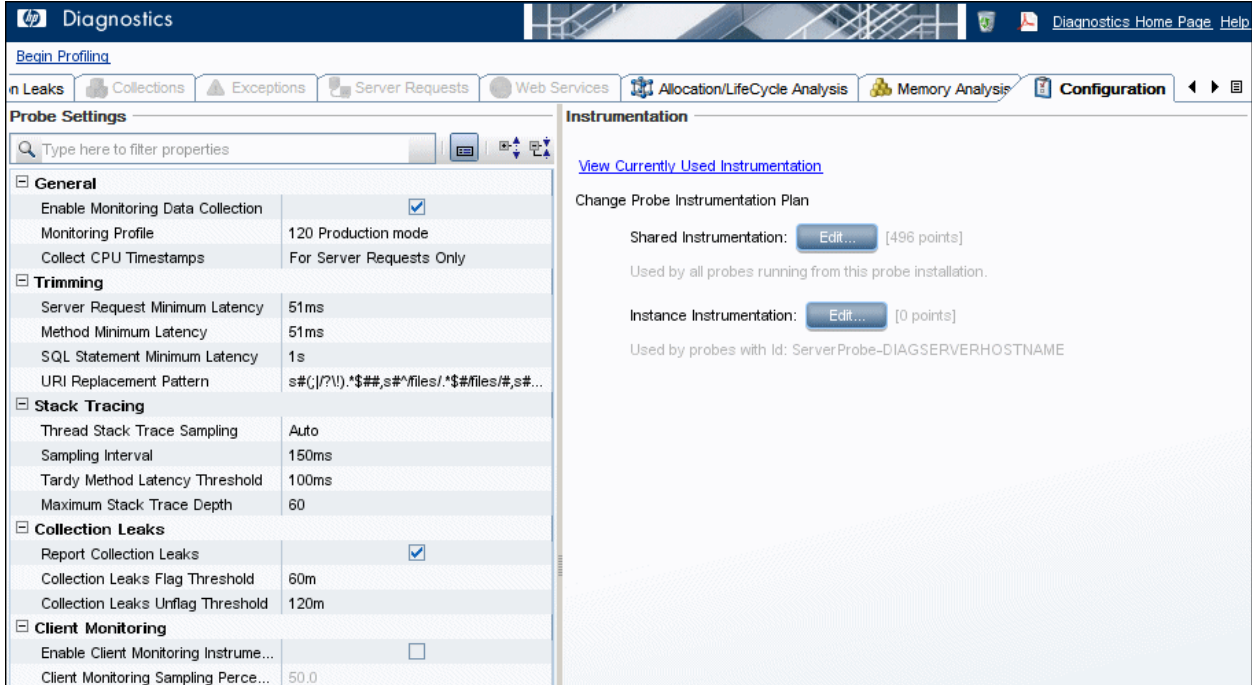 hp Diagnostics Diagnostics Home Page Help
Begin Profiling
n Leaks Collections Exceptions Server Requests Web Services Allocation/LifeCycle Analysis Memory Analysis Configuration
Probe Settings
Type here to filter properties
General
Enable Monitoring Data Collection
Monitoring Profile 120 Production mode
Collect CPU Timestamps For Server Requests Only
Trimming
Server Request Minimum Latency 51ms
Method Minimum Latency 51ms
SQL Statement Minimum Latency 1s
URI Replacement Pattern s#(;|/?\!).*$##,s#^/files/.*$#/files/#,s#...
Stack Tracing
Thread Stack Trace Sampling Auto
Sampling Interval 150ms
Tardy Method Latency Threshold 100ms
Maximum Stack Trace Depth 60
Collection Leaks
Report Collection Leaks
Collection Leaks Flag Threshold 60m
Collection Leaks Unflag Threshold 120m
Client Monitoring
Enable Client Monitoring Instrume...
Client Monitoring Sampling Perce... 50.0
Instrumentation
View Currently Used Instrumentation
Change Probe Instrumentation Plan
Shared Instrumentation: Edit... [496 points]
Used by all probes running from this probe installation.
Instance Instrumentation: Edit... [0 points]
Used by probes with Id: ServerProbe-DIAGSERVERHOSTNAME